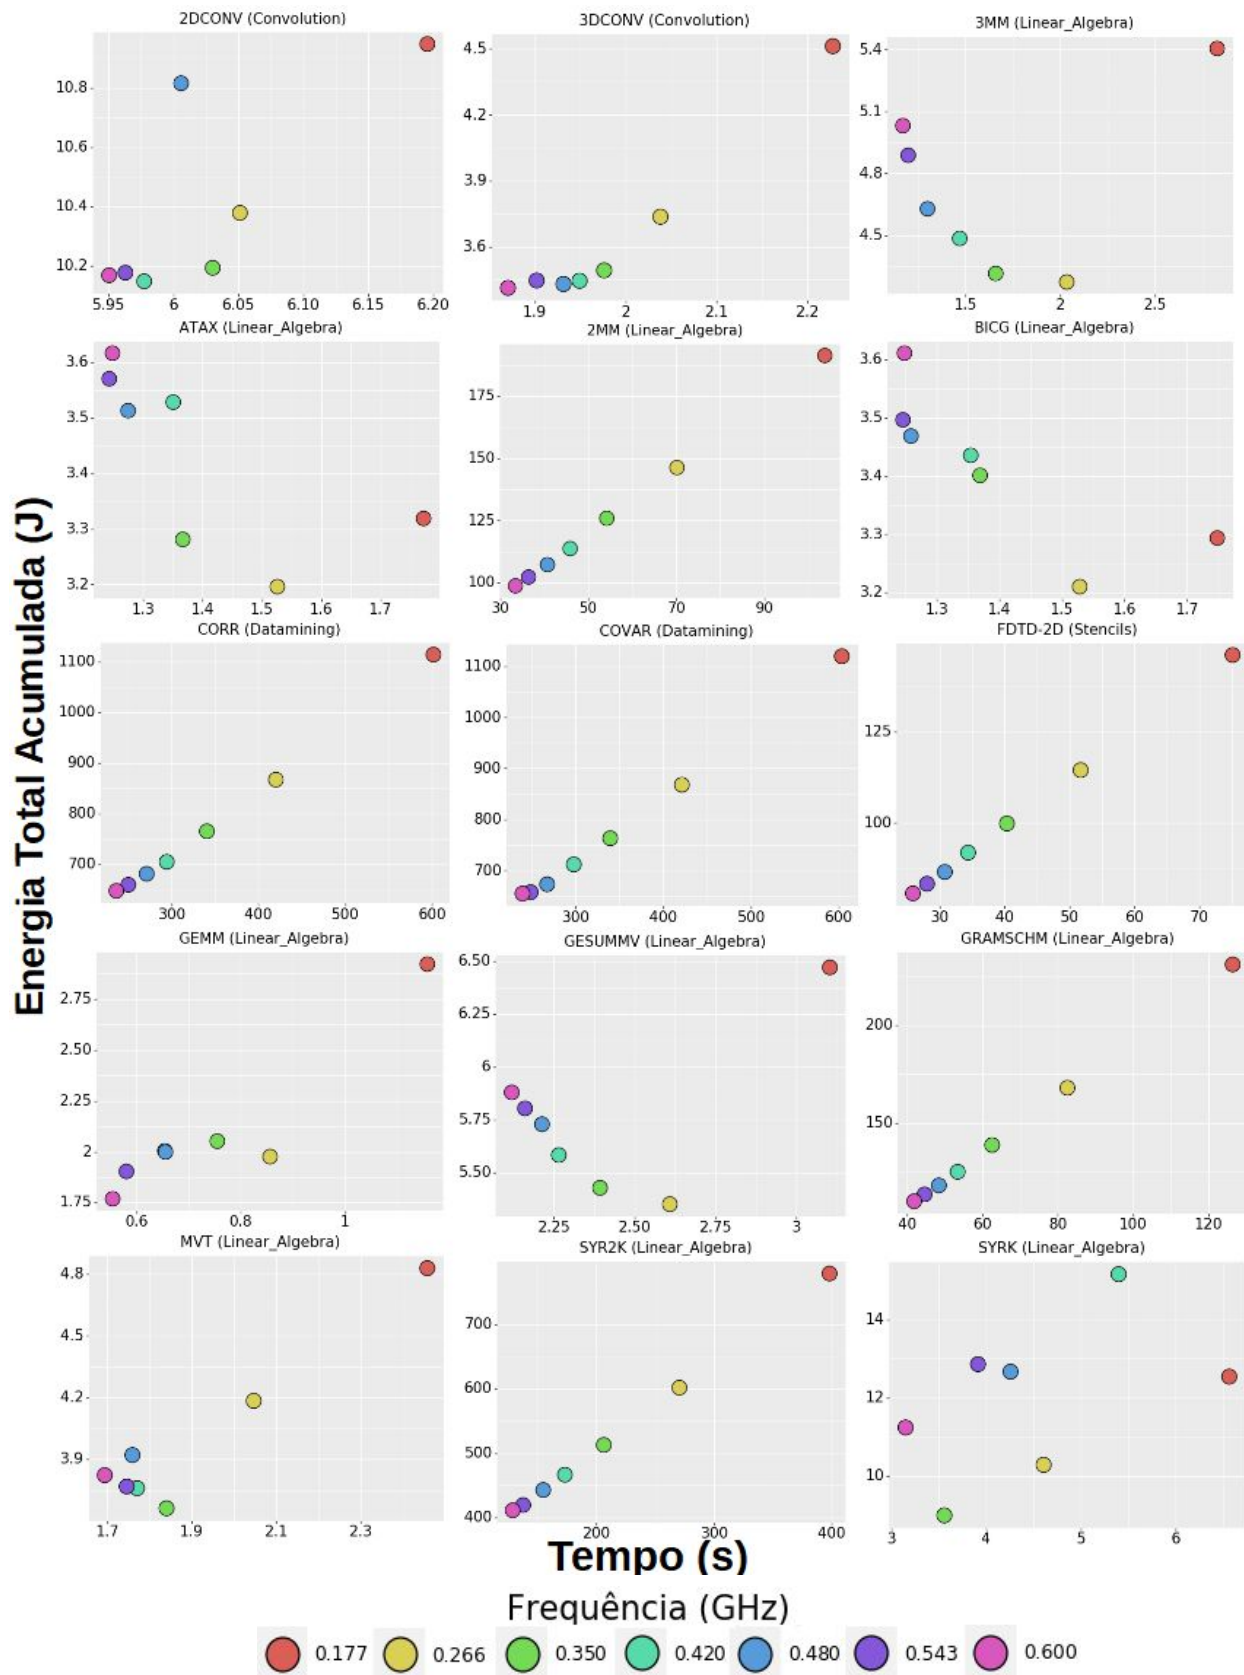 2DCONV (Convolution)
10.8
10.6
10.4
10.2
5.95 6 6.05 6.10 6.15 6.20
3DCONV (Convolution)
4.5
4.2
3.9
3.6
1.9 2 2.1 2.2
3MM (Linear_Algebra)
5.4
5.1
4.8
4.5
1.5 2 2.5
ATAX (Linear_Algebra)
3.6
3.5
3.4
3.3
3.2
1.3 1.4 1.5 1.6 1.7
2MM (Linear_Algebra)
175
150
125
100
30 50 70 90
BICG (Linear_Algebra)
3.6
3.5
3.4
3.3
3.2
1.3 1.4 1.5 1.6 1.7
Energia Total Acumulada (J)
CORR (Datamining)
1100
1000
900
800
700
300 400 500 600
COVAR (Datamining)
1100
1000
900
800
700
300 400 500 600
FDTD-2D (Stencils)
125
100
30 40 50 60 70
GEMM (Linear_Algebra)
2.75
2.50
2.25
2
1.75
0.6 0.8 1
GESUMMV (Linear_Algebra)
6.50
6.25
6
5.75
5.50
2.25 2.50 2.75 3
GRAMSCHM (Linear_Algebra)
200
150
40 60 80 100 120
MVT (Linear_Algebra)
4.8
4.5
4.2
3.9
1.7 1.9 2.1 2.3
SYR2K (Linear_Algebra)
700
600
500
400
200 300 400
SYRK (Linear_Algebra)
14
12
10
3 4 5 6
Tempo (s)
Frequência (GHz)
0.177 0.266 0.350 0.420 0.480 0.543 0.600